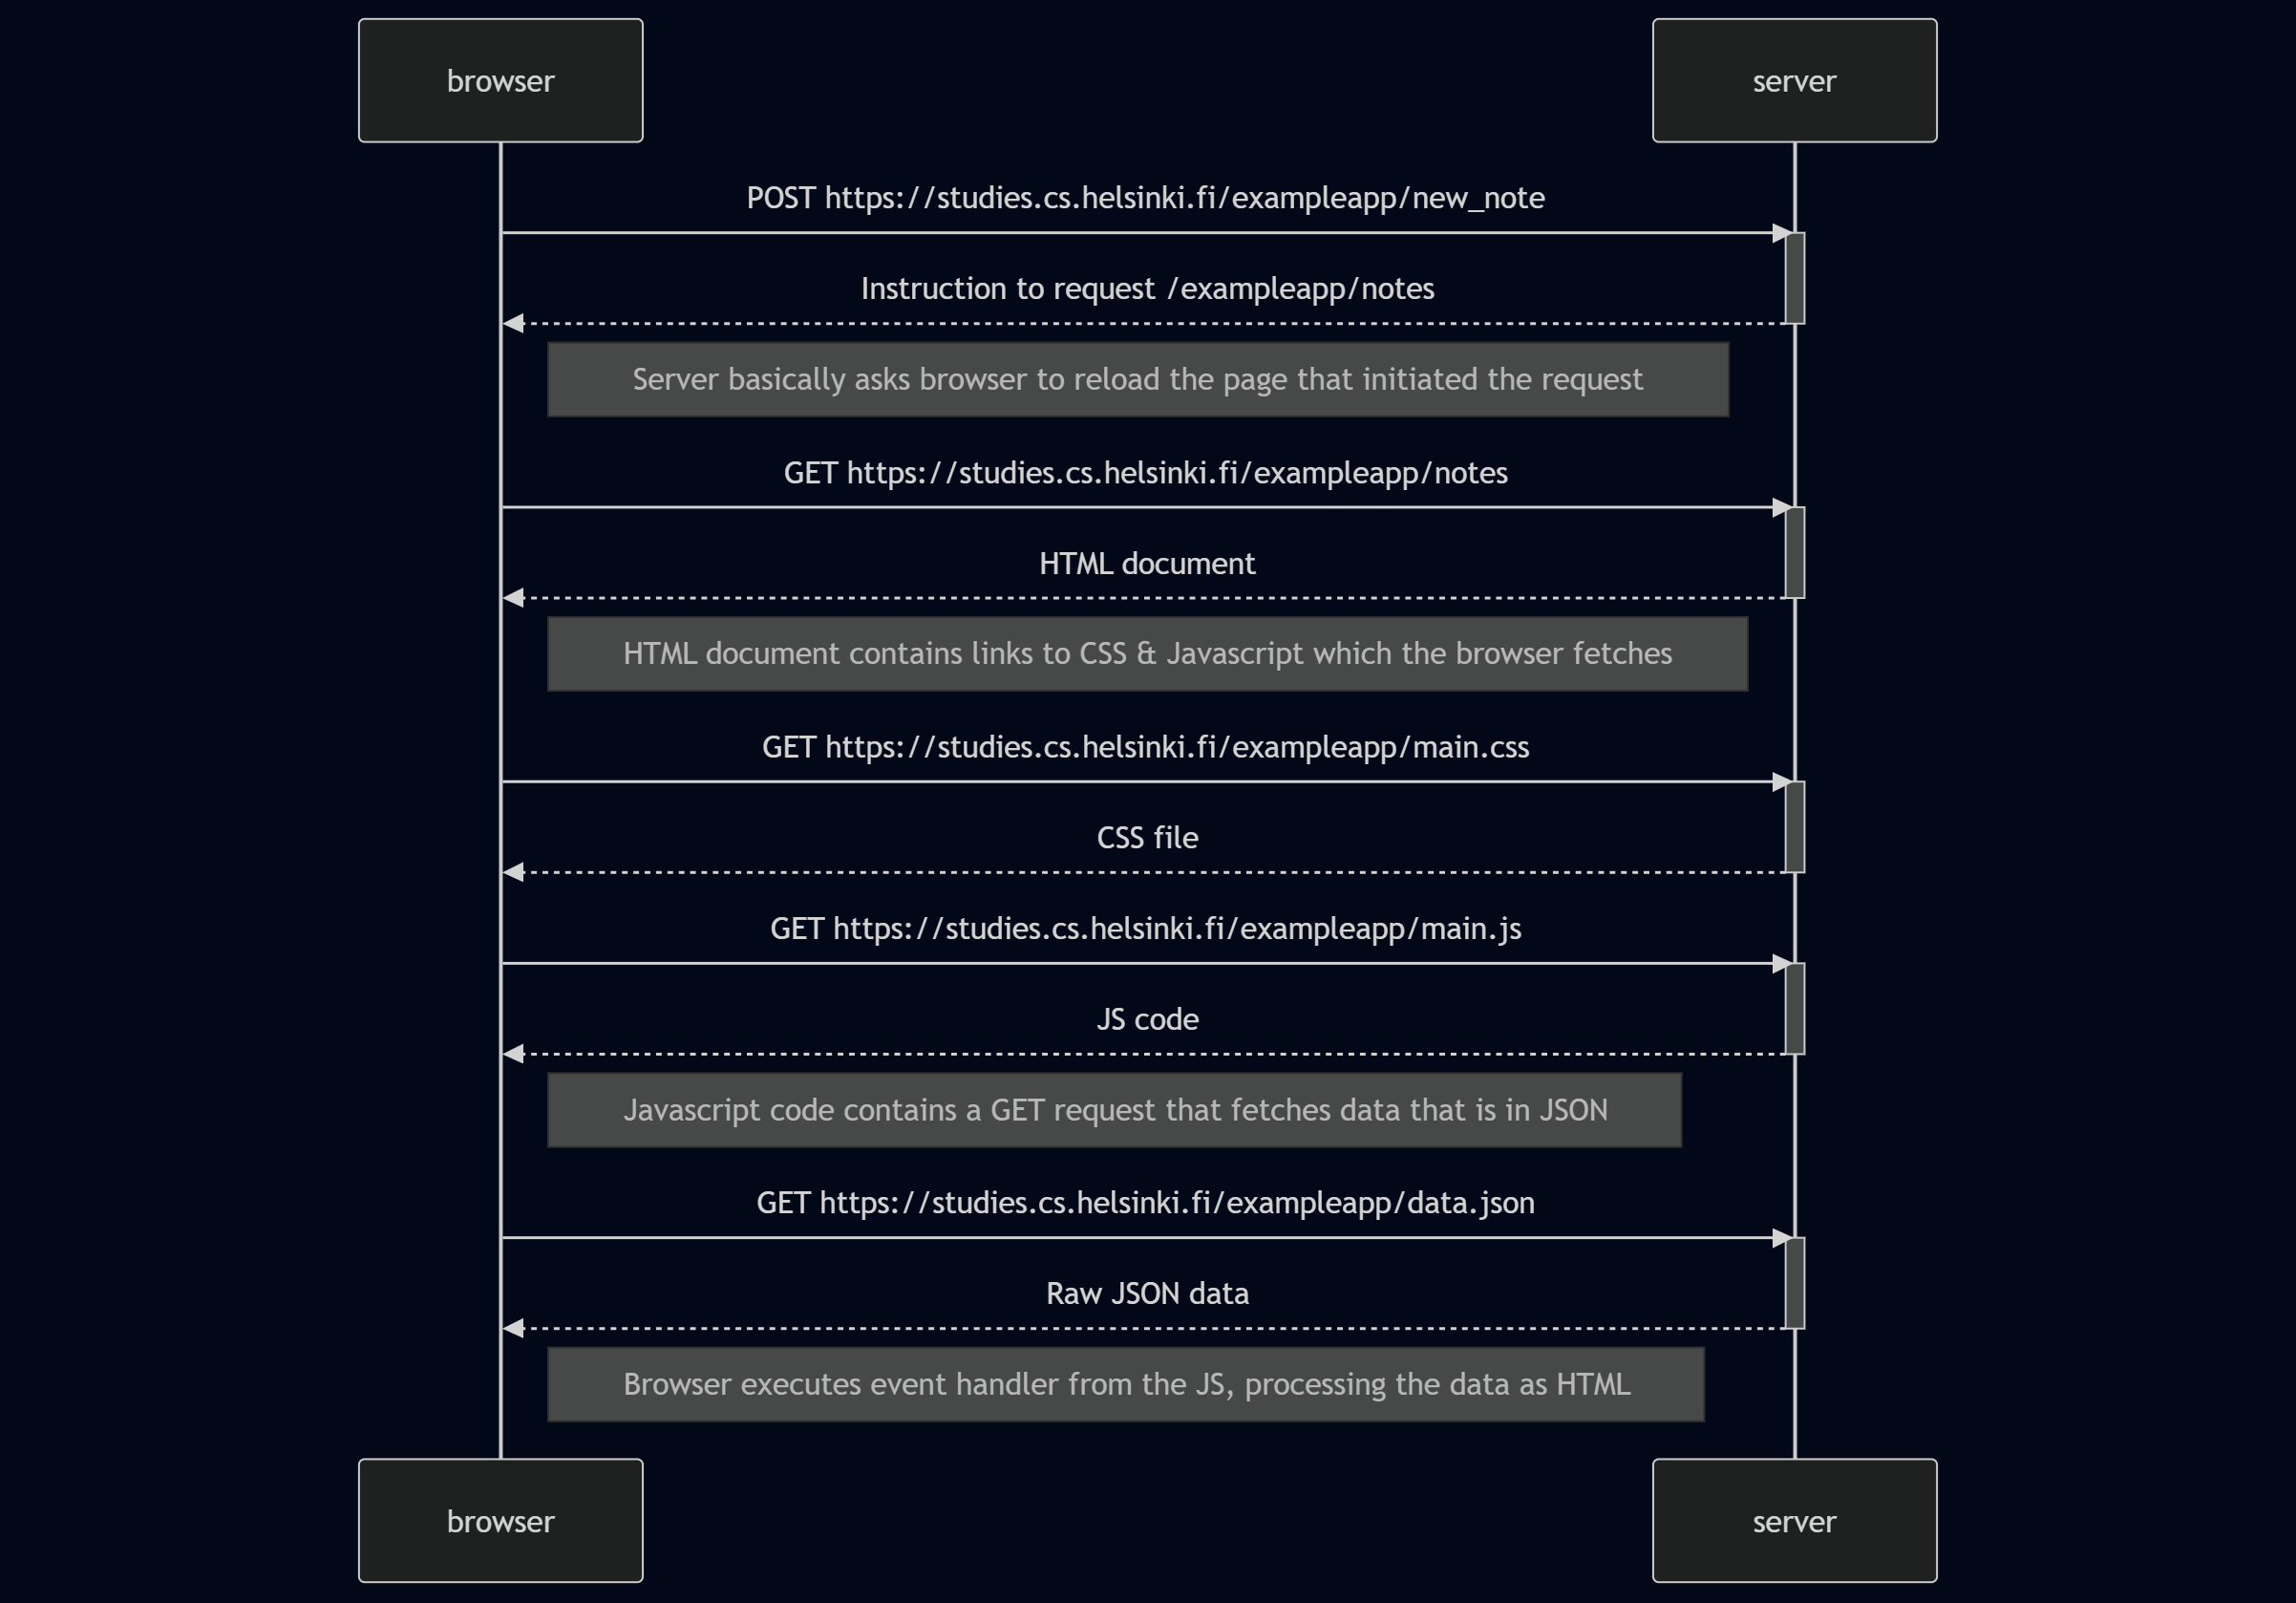 browser
server
POST https://studies.cs.helsinki.fi/exampleapp/new_note
Instruction to request /exampleapp/notes
Server basically asks browser to reload the page that initiated the request
GET https://studies.cs.helsinki.fi/exampleapp/notes
HTML document
HTML document contains links to CSS & Javascript which the browser fetches
GET https://studies.cs.helsinki.fi/exampleapp/main.css
CSS file
GET https://studies.cs.helsinki.fi/exampleapp/main.js
JS code
Javascript code contains a GET request that fetches data that is in JSON
GET https://studies.cs.helsinki.fi/exampleapp/data.json
Raw JSON data
Browser executes event handler from the JS, processing the data as HTML
browser
server